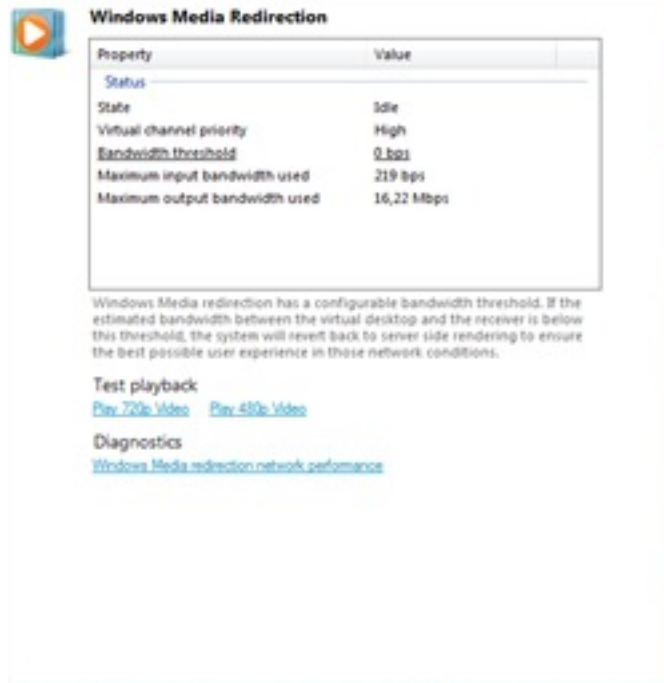 Windows Media Redirection
Property Value
Status
State Idle
Virtual channel priority High
Bandwidth threshold 0 bps
Maximum input bandwidth used 219 bps
Maximum output bandwidth used 16,22 Mbps
Windows Media redirection has a configurable bandwidth threshold. If the
estimated bandwidth between the virtual desktop and the receiver is below
this threshold, the system will revert back to server side rendering to ensure
the best possible user experience in those network conditions.
Test playback
Play 720p Video Play 480p Video
Diagnostics
Windows Media redirection network performance